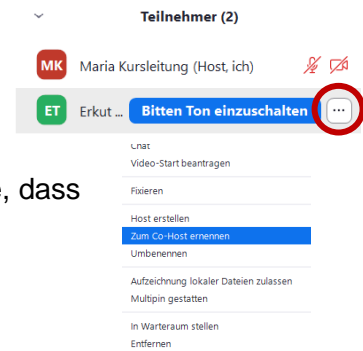 Teilnehmer (2)
MK Maria Kursleitung (Host, ich)
ET Erkut ... Bitten Ton einzuschalten ...
Chat
Video-Start beantragen
, dass
Fixieren
Host erstellen
Zum Co-Host ernennen
Umbenennen
Aufzeichnung lokaler Dateien zulassen
Multipin gestatten
In Warteraum stellen
Entfernen